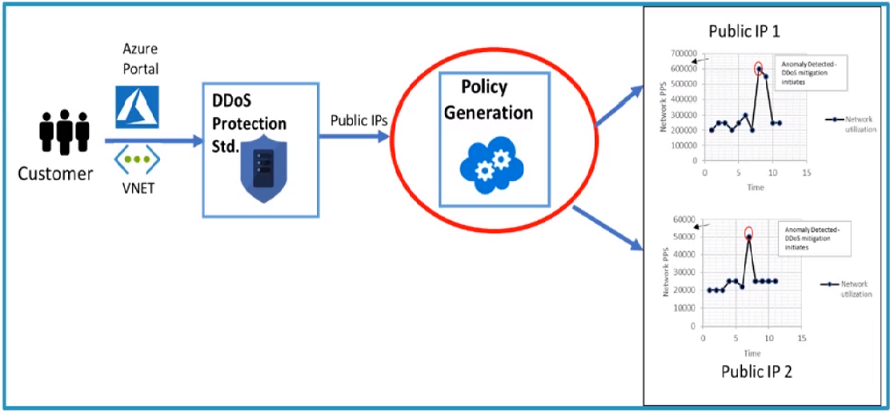 Azure
Portal
Customer
VNET
DDoS
Protection
Std.
Public IPs
Policy
Generation
Public IP 1
Network PPS
700000
600000
500000
400000
300000
200000
100000
0
0 5 10 15
Time
Anomaly Detected-
DDoS mitigation
initiates
Network
utilization
Network PPS
60000
50000
40000
30000
20000
10000
0
0 5 10 15
Time
Anomaly Detected-
DDoS mitigation
initiates
Network
utilization
Public IP 2